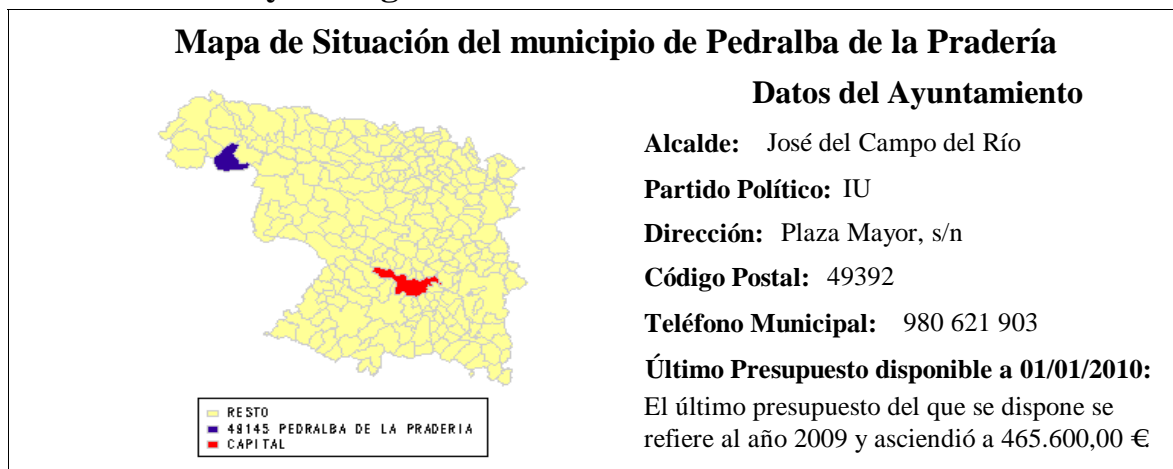 Mapa de Situación del municipio de Pedralba de la Pradería
Datos del Ayuntamiento
Alcalde: José del Campo del Río
Partido Político: IU
Dirección: Plaza Mayor, s/n
Código Postal: 49392
Teléfono Municipal: 980 621 903
Último Presupuesto disponible a 01/01/2010:
El último presupuesto del que se dispone se
refiere al año 2009 y ascendió a 465.600,00 €
RESTO
49145 PEDRALBA DE LA PRADERIA
CAPITAL